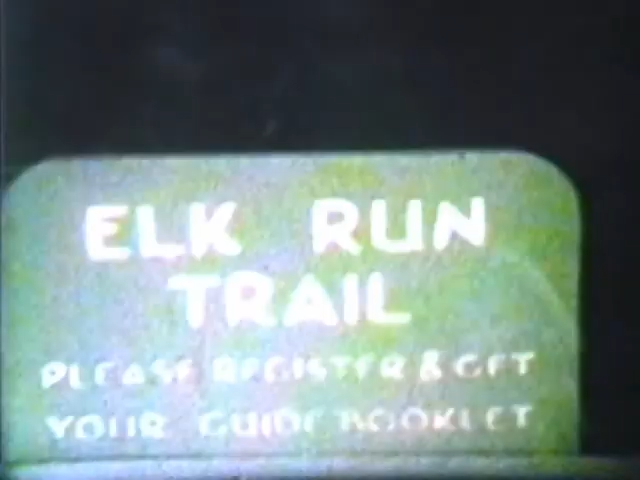 ELK RUN
TRAIL
PLEASE REGISTER & GET
YOUR GUIDE BOOKLET